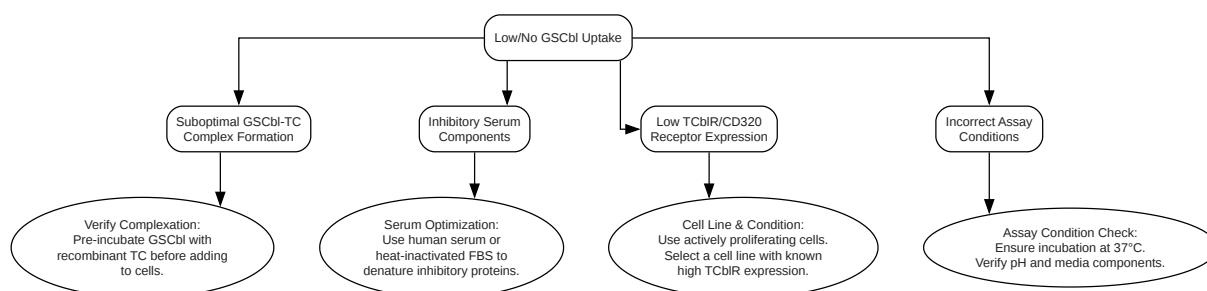 Low/No GSCbl Uptake
Suboptimal GSCbl-TC
Complex Formation
Inhibitory Serum
Components
Low TCblR/CD320
Receptor Expression
Incorrect Assay
Conditions
Verify Complexation:
Pre-incubate GSCbl with
recombinant TC before adding
to cells.
Serum Optimization:
Use human serum or
heat-inactivated FBS to
denature inhibitory proteins.
Cell Line & Condition:
Use actively proliferating cells.
Select a cell line with known
high TCblR expression.
Assay Condition Check:
Ensure incubation at 37°C.
Verify pH and media components.